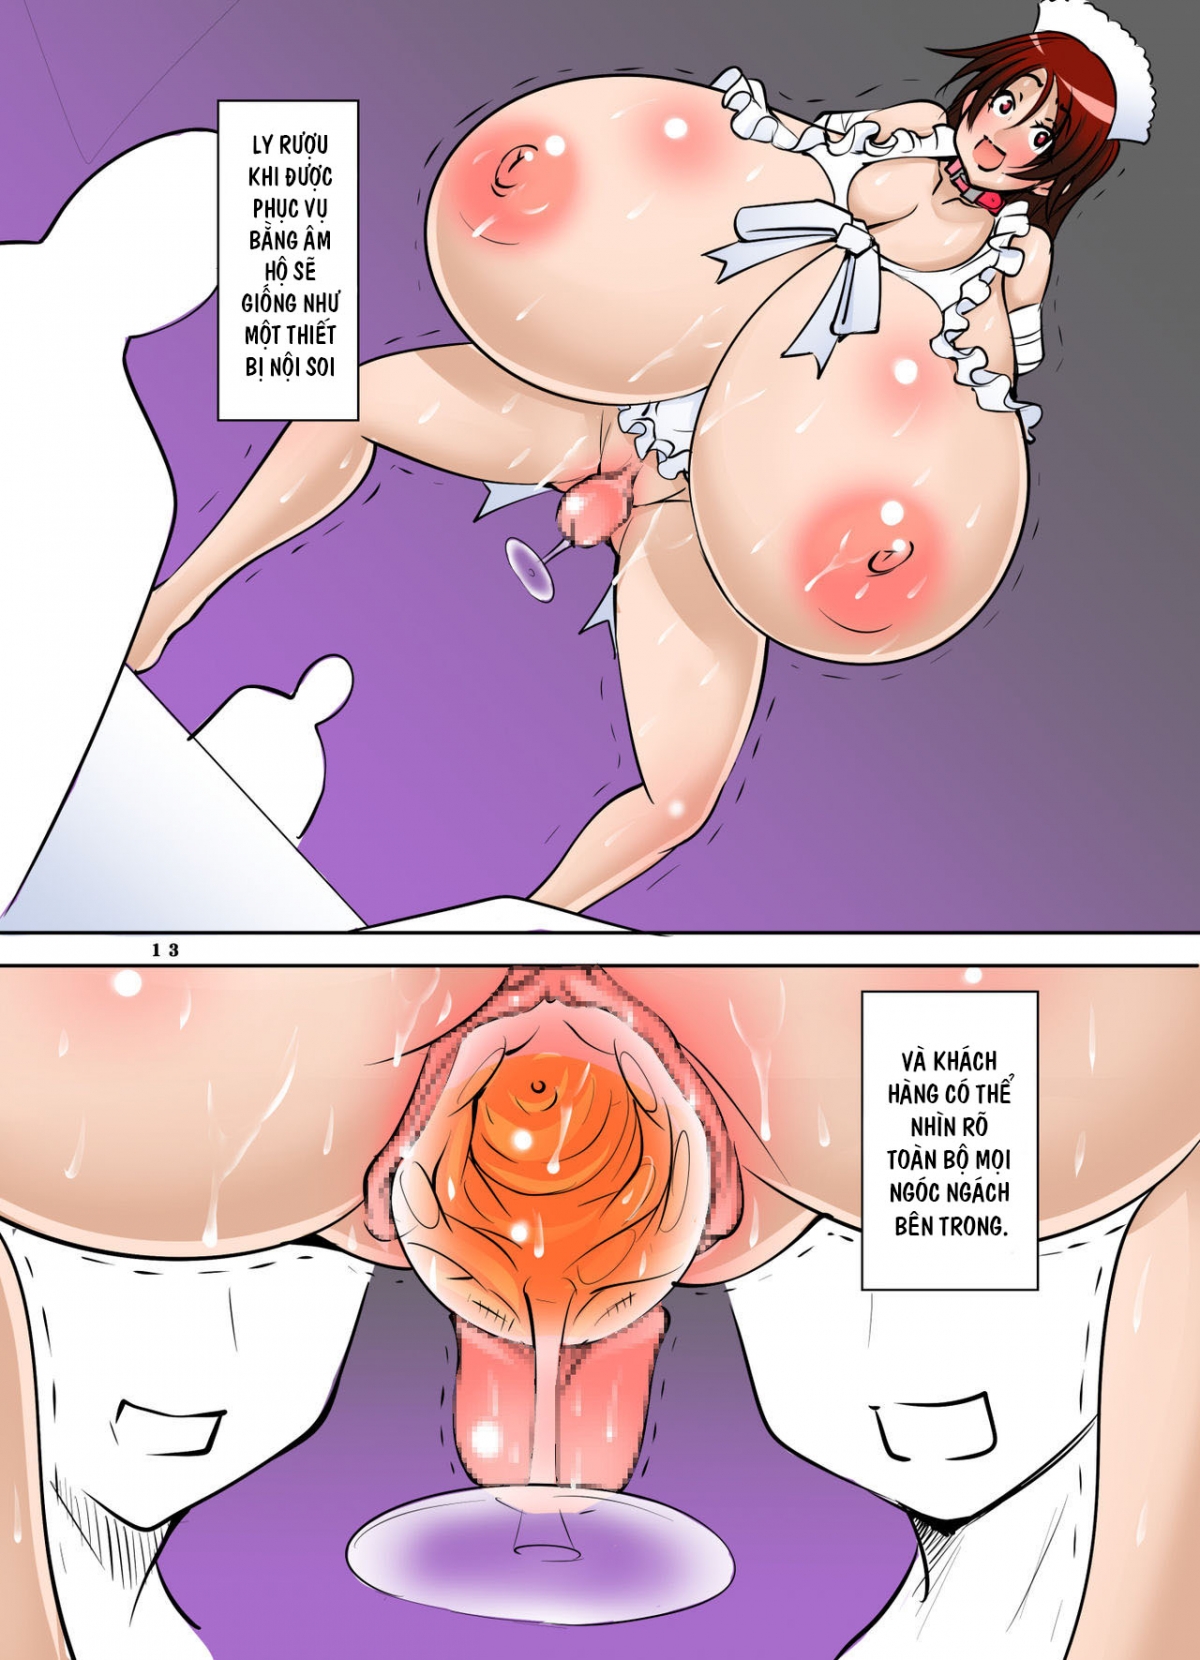 LY RƯỢU
KHI ĐƯỢC
PHỤC VỤ
BẰNG ÂM
HỘ SẼ
GIỐNG NHƯ
MỘT THIẾT
BỊ NỘI SOI
13
VÀ KHÁCH
HÀNG CÓ THỂ
NHÌN RÕ
TOÀN BỘ MỌI
NGÓC NGÁCH
BÊN TRONG.